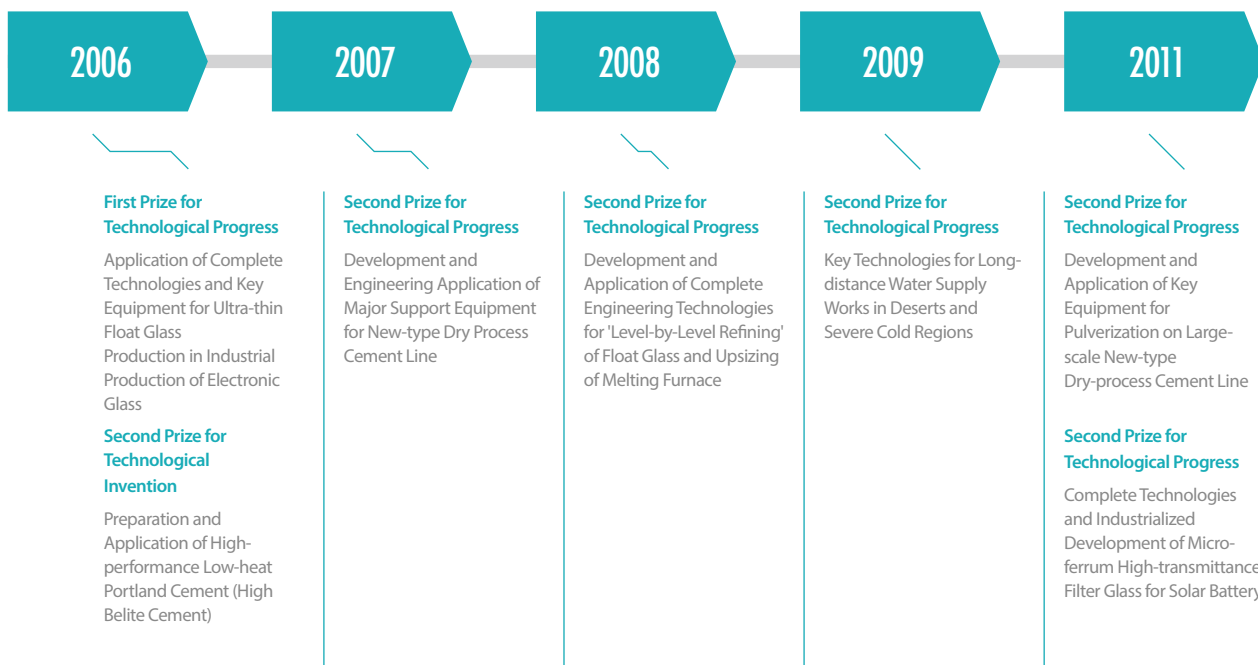 2006
2007
2008
2009
2011
First Prize for
Technological Progress
Application of Complete
Technologies and Key
Equipment for Ultra-thin
Float Glass
Production in Industrial
Production of Electronic
Glass
Second Prize for
Technological
Invention
Preparation and
Application of High-
performance Low-heat
Portland Cement (High
Belite Cement)
Second Prize for
Technological Progress
Development and
Engineering Application of
Major Support Equipment
for New-type Dry Process
Cement Line
Second Prize for
Technological Progress
Development and
Application of Complete
Engineering Technologies
for 'Level-by-Level Refining'
of Float Glass and Upsizing
of Melting Furnace
Second Prize for
Technological Progress
Key Technologies for Long-
distance Water Supply
Works in Deserts and
Severe Cold Regions
Second Prize for
Technological Progress
Development and
Application of Key
Equipment for
Pulverization on Large-
scale New-type
Dry-process Cement Line
Second Prize for
Technological Progress
Complete Technologies
and Industrialized
Development of Micro-
ferrum High-transmittance
Filter Glass for Solar Battery